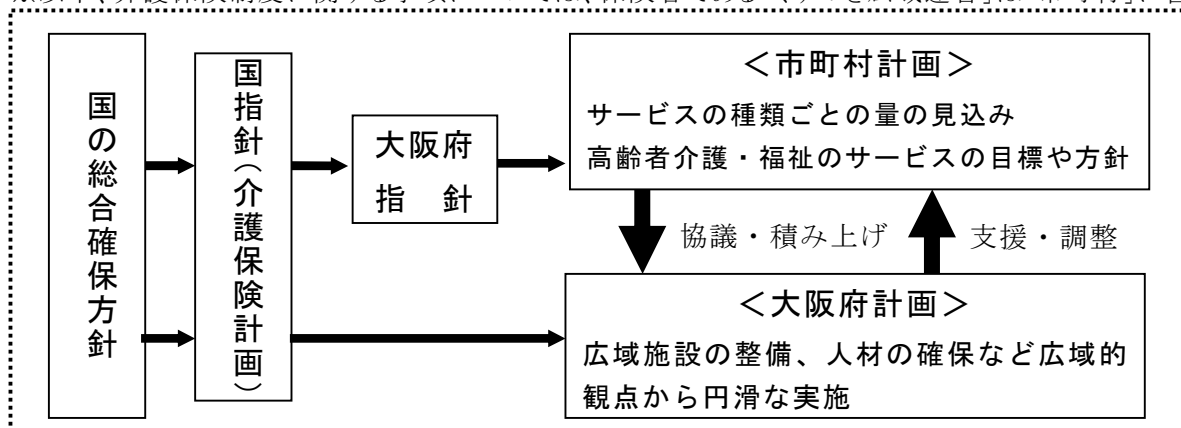 国の総合確保方針
国指針(介護保険計画)
大阪府
指 針
＜市町村計画＞
サービスの種類ごとの量の見込み
高齢者介護・福祉のサービスの目標や方針
協議・積み上げ
支援・調整
＜大阪府計画＞
広域施設の整備、人材の確保など広域的
観点から円滑な実施